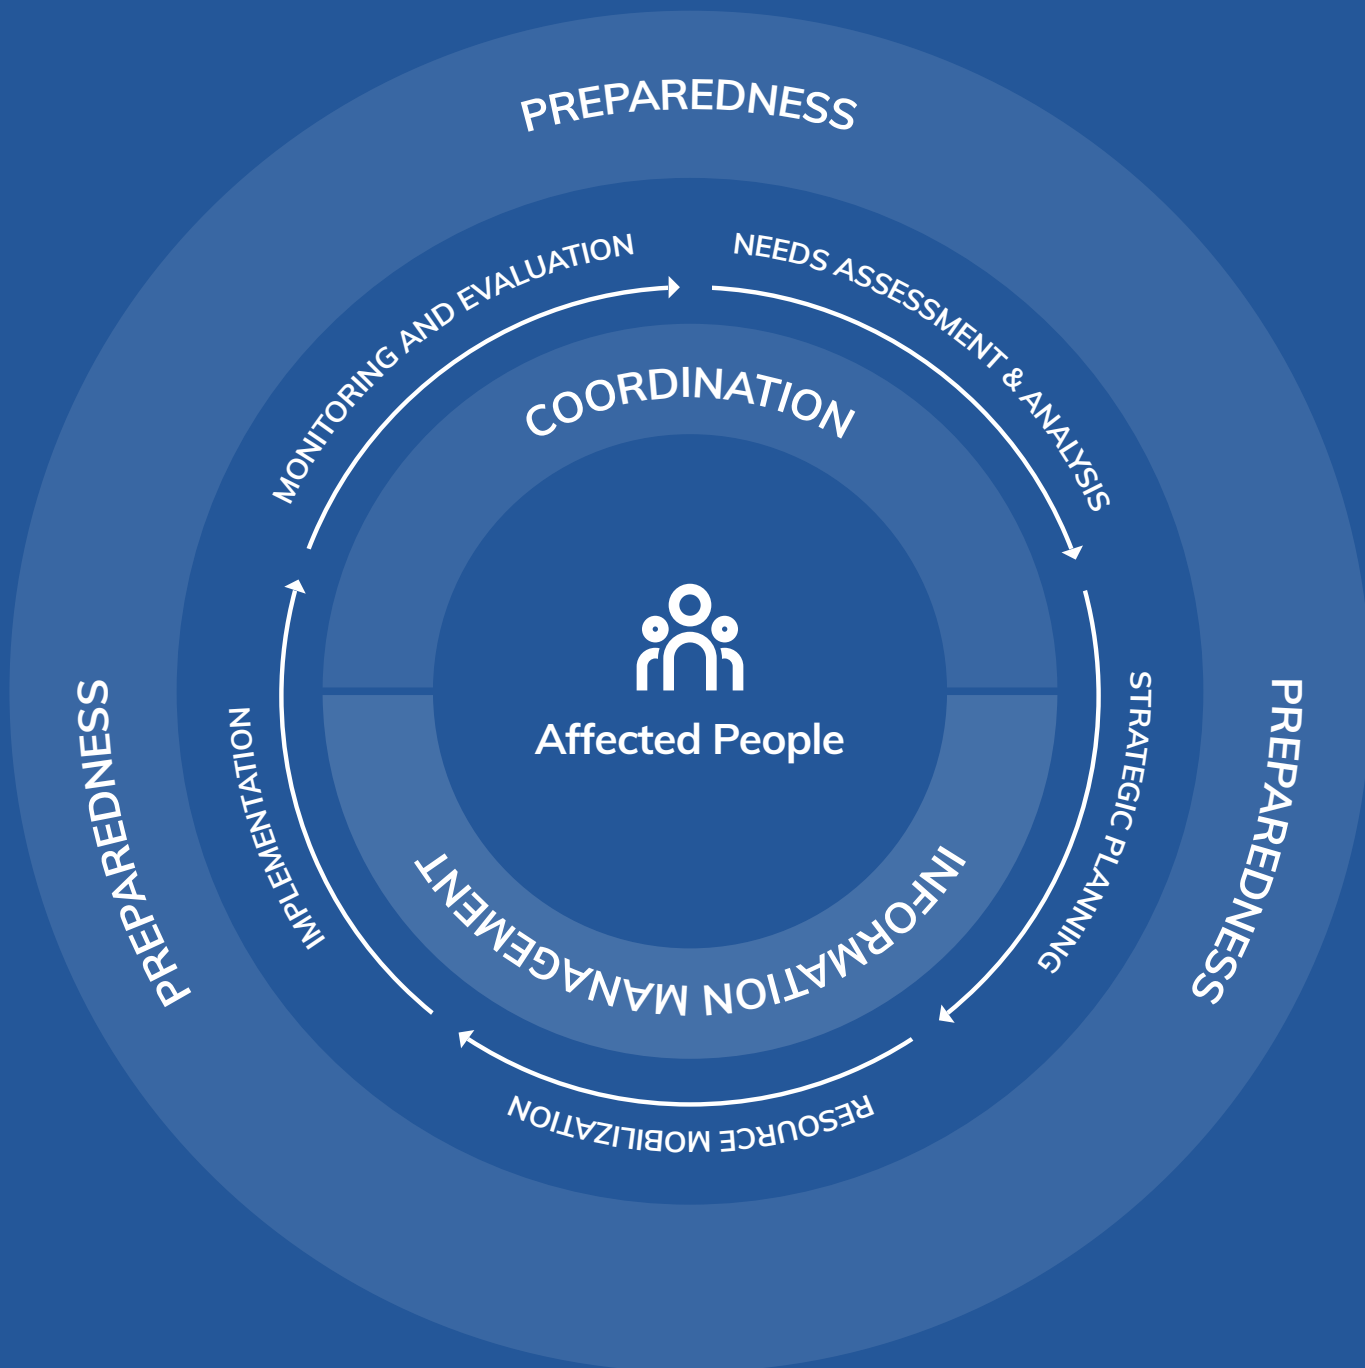 PREPAREDNESS
NEEDS ASSESSMENT & ANALYSIS
STRATEGIC PLANNING
RESOURCE MOBILIZATION
IMPLEMENTATION
MONITORING AND EVALUATION
COORDINATION
Affected People
INFORMATION MANAGEMENT
PREPAREDNESS
PREPAREDNESS